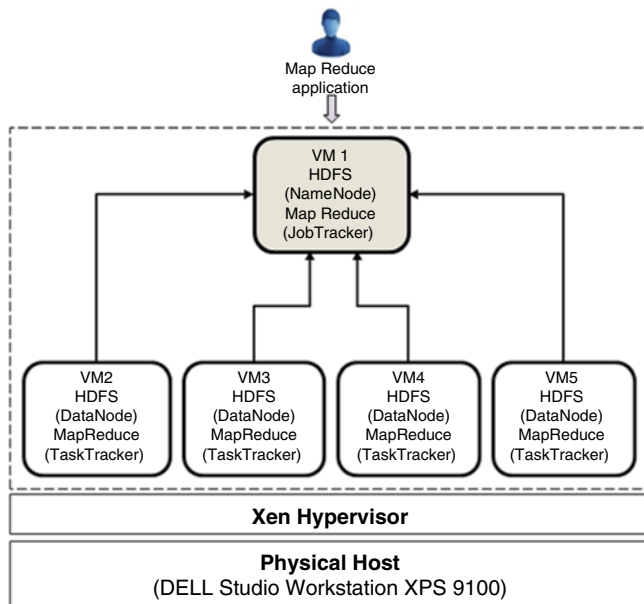 Map Reduce
application
VM 1
HDFS
(NameNode)
Map Reduce
(JobTracker)
VM2
HDFS
(DataNode)
MapReduce
(TaskTracker)
VM3
HDFS
(DataNode)
MapReduce
(TaskTracker)
VM4
HDFS
(DataNode)
MapReduce
(TaskTracker)
VM5
HDFS
(DataNode)
MapReduce
(TaskTracker)
Xen Hypervisor
Physical Host
(DELL Studio Workstation XPS 9100)